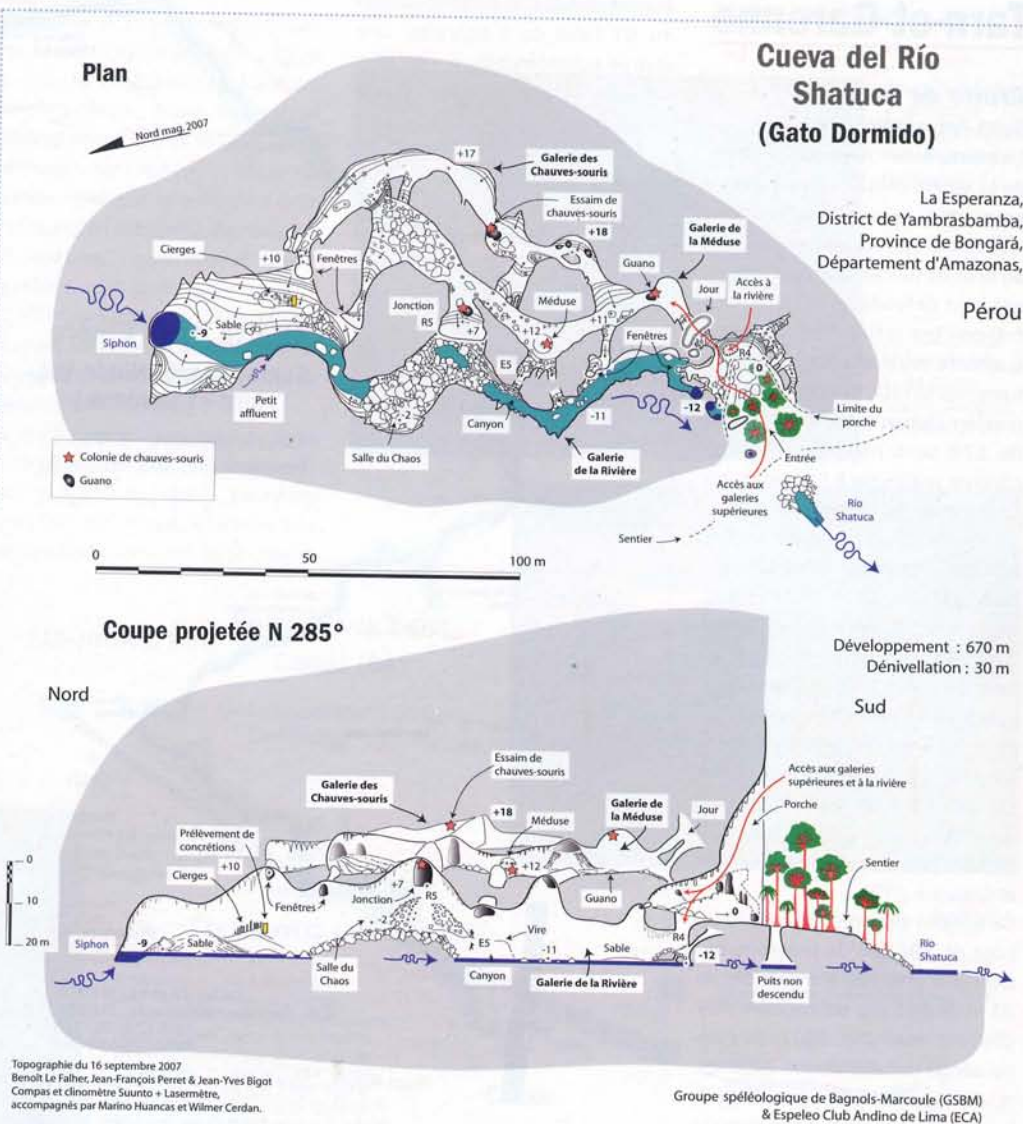 Plan
Nord mag. 2007
Cueva del Río
Shatuca
(Gato Dormido)
La Esperanza,
District de Yambrasbamba,
Province de Bongará,
Département d'Amazonas,
Pérou
+17
Galerie des
Chauves-souris
Essaim de
chauves-souris
+18
Galerie de
la Méduse
Cierges
+10
Fenêtres
Guano
Jour
Accès à
la rivière
Jonction
R5
Méduse
+7
+12
+11
Fenêtres
R4
0
Siphon
-9
Sable
E5
Petit
affluent
-2
Canyon
-11
-12
Limite du
porche
Salle du Chaos
Galerie
de la Rivière
Entrée
Accès aux
galeries
supérieures
Colonie de chauves-souris
Guano
Río
Shatuca
Sentier
0
50
100 m
Coupe projetée N 285°
Développement : 670 m
Dénivellation : 30 m
Nord
Sud
Essaim de
chauves-souris
Galerie des
Chauves-souris
+18
Méduse
Galerie de
la Méduse
Jour
Accès aux galeries
supérieures et à la rivière
Porche
Prélèvement de
concrétions
+10
Cierges
+12
Sentier
0
10
20 m
Fenêtres
Jonction
+7
R5
Guano
0
-2
Vire
E5
R4
Siphon
-9
Sable
-11
Sable
-12
Río
Shatuca
Salle du
Chaos
Canyon
Galerie de la Rivière
Puits non
descendu
Topographie du 16 septembre 2007
Benoît Le Falher, Jean-François Perret & Jean-Yves Bigot
Compas et clinomètre Suunto + Lasermètre,
accompagnés par Marino Huancas et Wilmer Cerdan.
Groupe spéléologique de Bagnols-Marcoule (GSBM)
& Espeleo Club Andino de Lima (ECA)